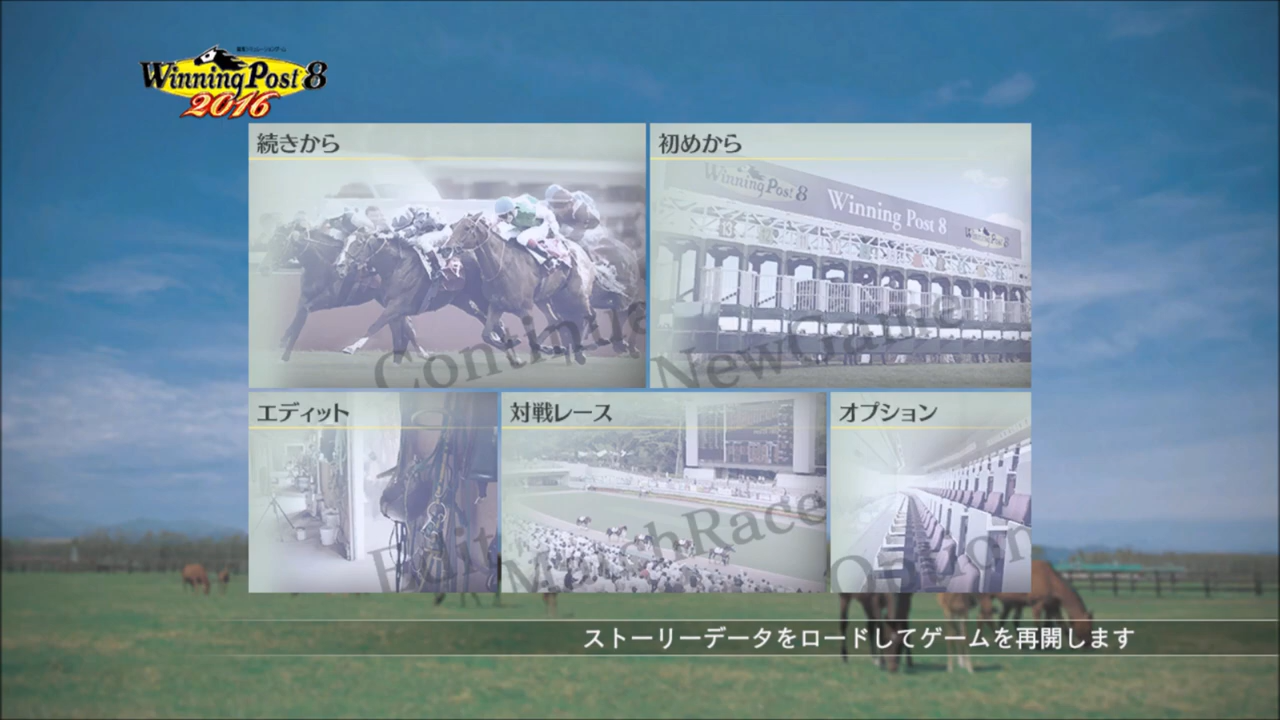 Winning Post 8
2016
続きから
初めから
Winning Post 8
Winning Post 8
NewGame
エディット
対戦レース
オプション
Edit
MatchRace
Option
ストーリーデータをロードしてゲームを再開します